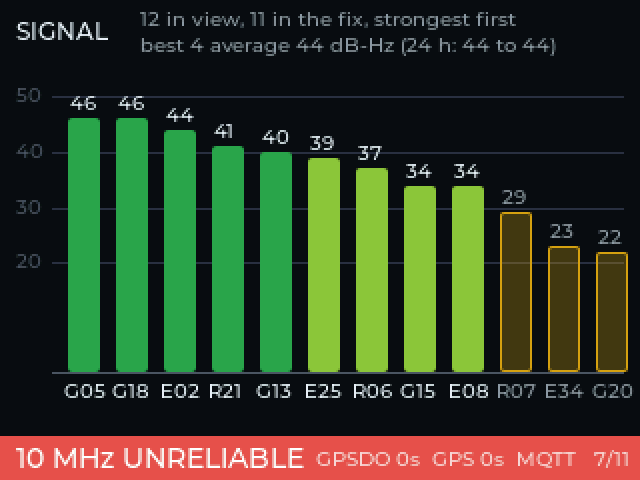 SIGNAL
12 in view, 11 in the fix, strongest first
best 4 average 44 dB-Hz (24 h: 44 to 44)
50
40
30
20
46 46 44 41 40 39 37 34 34 29 23 22
G05 G18 E02 R21 G13 E25 R06 G15 E08 R07 E34 G20
10 MHz UNRELIABLE GPSDO 0s GPS 0s MQTT 7/11